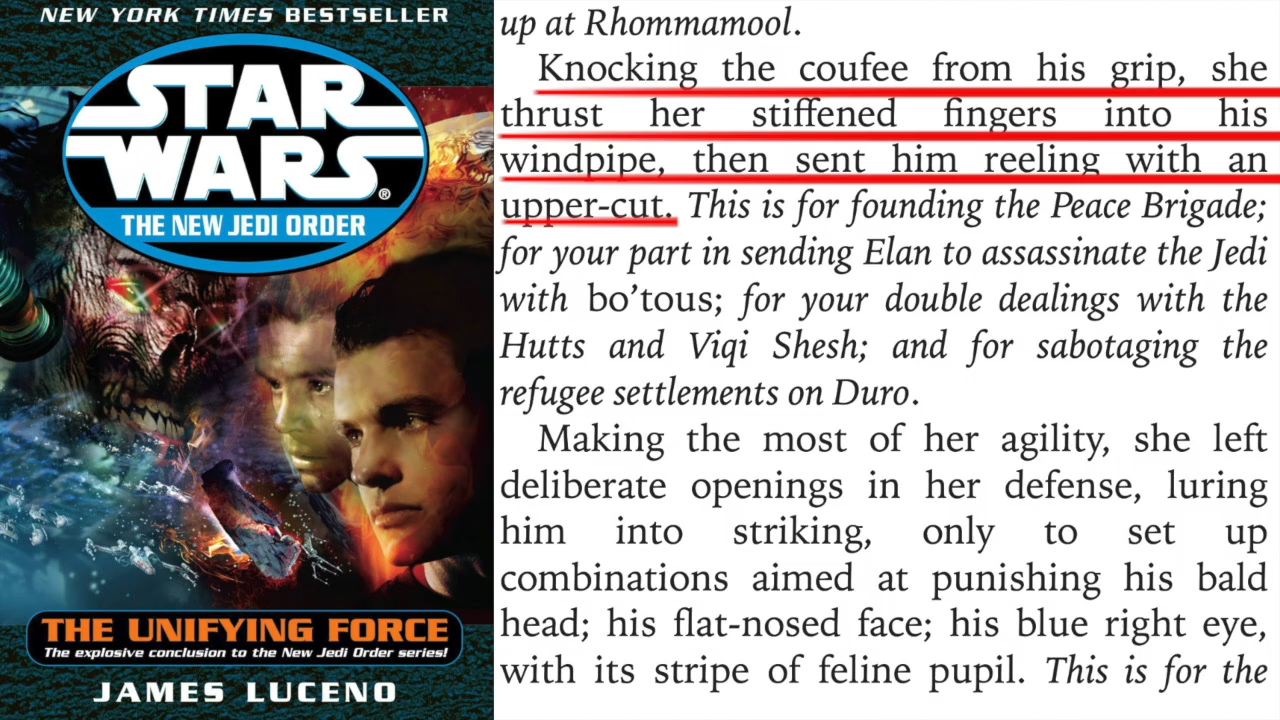 NEW YORK TIMES BESTSELLER
STAR
WARS®
THE NEW JEDI ORDER
THE UNIFYING FORCE
The explosive conclusion to the New Jedi Order series!
JAMES LUCENO
up at Rhommamool.
Knocking the coufee from his grip, she
thrust her stiffened fingers into his
windpipe, then sent him reeling with an
upper-cut. This is for founding the Peace Brigade;
for your part in sending Elan to assassinate the Jedi
with bo’tous; for your double dealings with the
Hutts and Viqi Shesh; and for sabotaging the
refugee settlements on Duro.
Making the most of her agility, she left
deliberate openings in her defense, luring
him into striking, only to set up
combinations aimed at punishing his bald
head; his flat-nosed face; his blue right eye,
with its stripe of feline pupil. This is for the